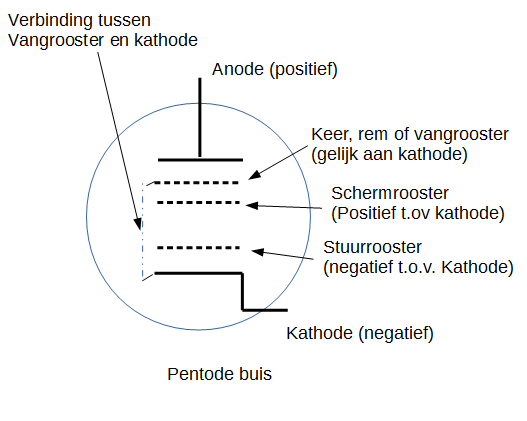 Verbinding tussen
Vangrooster en kathode
Anode (positief)
Keer, rem of vangrooster
(gelijk aan kathode)
Schermrooster
(Positief t.ov kathode)
Stuurrooster
(negatief t.o.v. Kathode)
Kathode (negatief)
Pentode buis